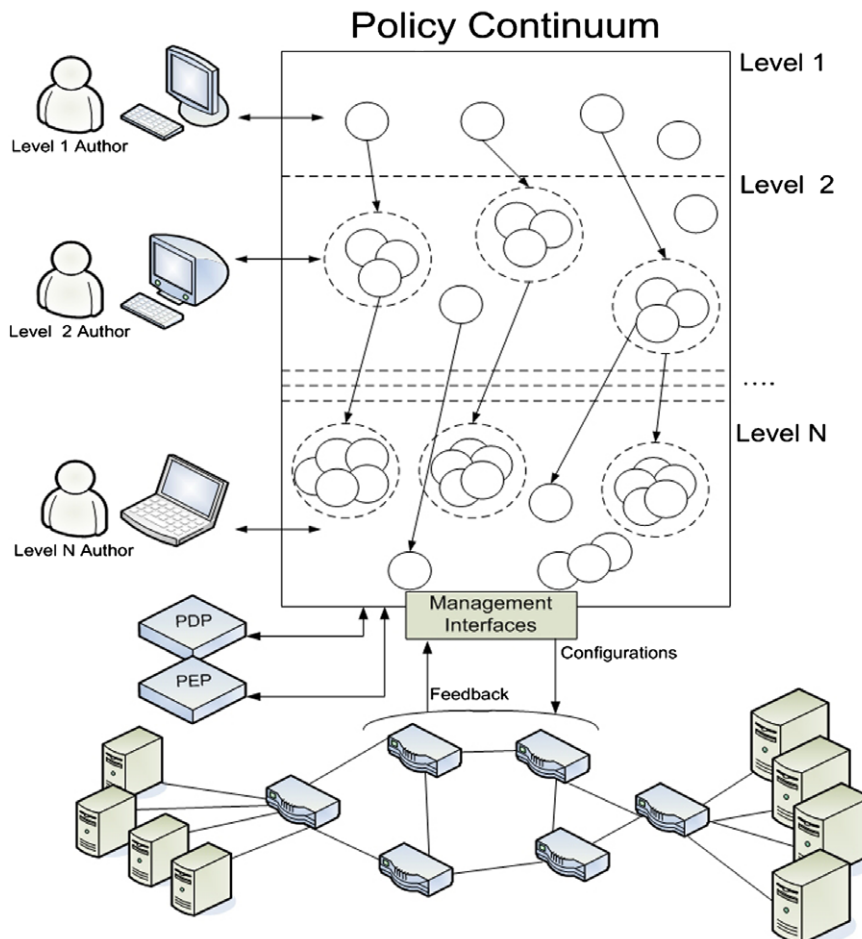 Policy Continuum
Level 1
Level 1 Author
Level 2
Level 2 Author
....
Level N
Level N Author
PDP
PEP
Management
Interfaces
Configurations
Feedback